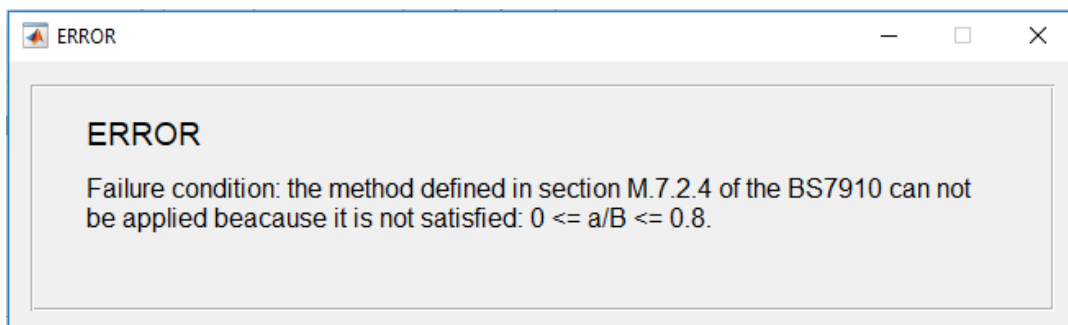 ERROR
ERROR
Failure condition: the method defined in section M.7.2.4 of the BS7910 can not
be applied beacause it is not satisfied: 0 <= a/B <= 0.8.